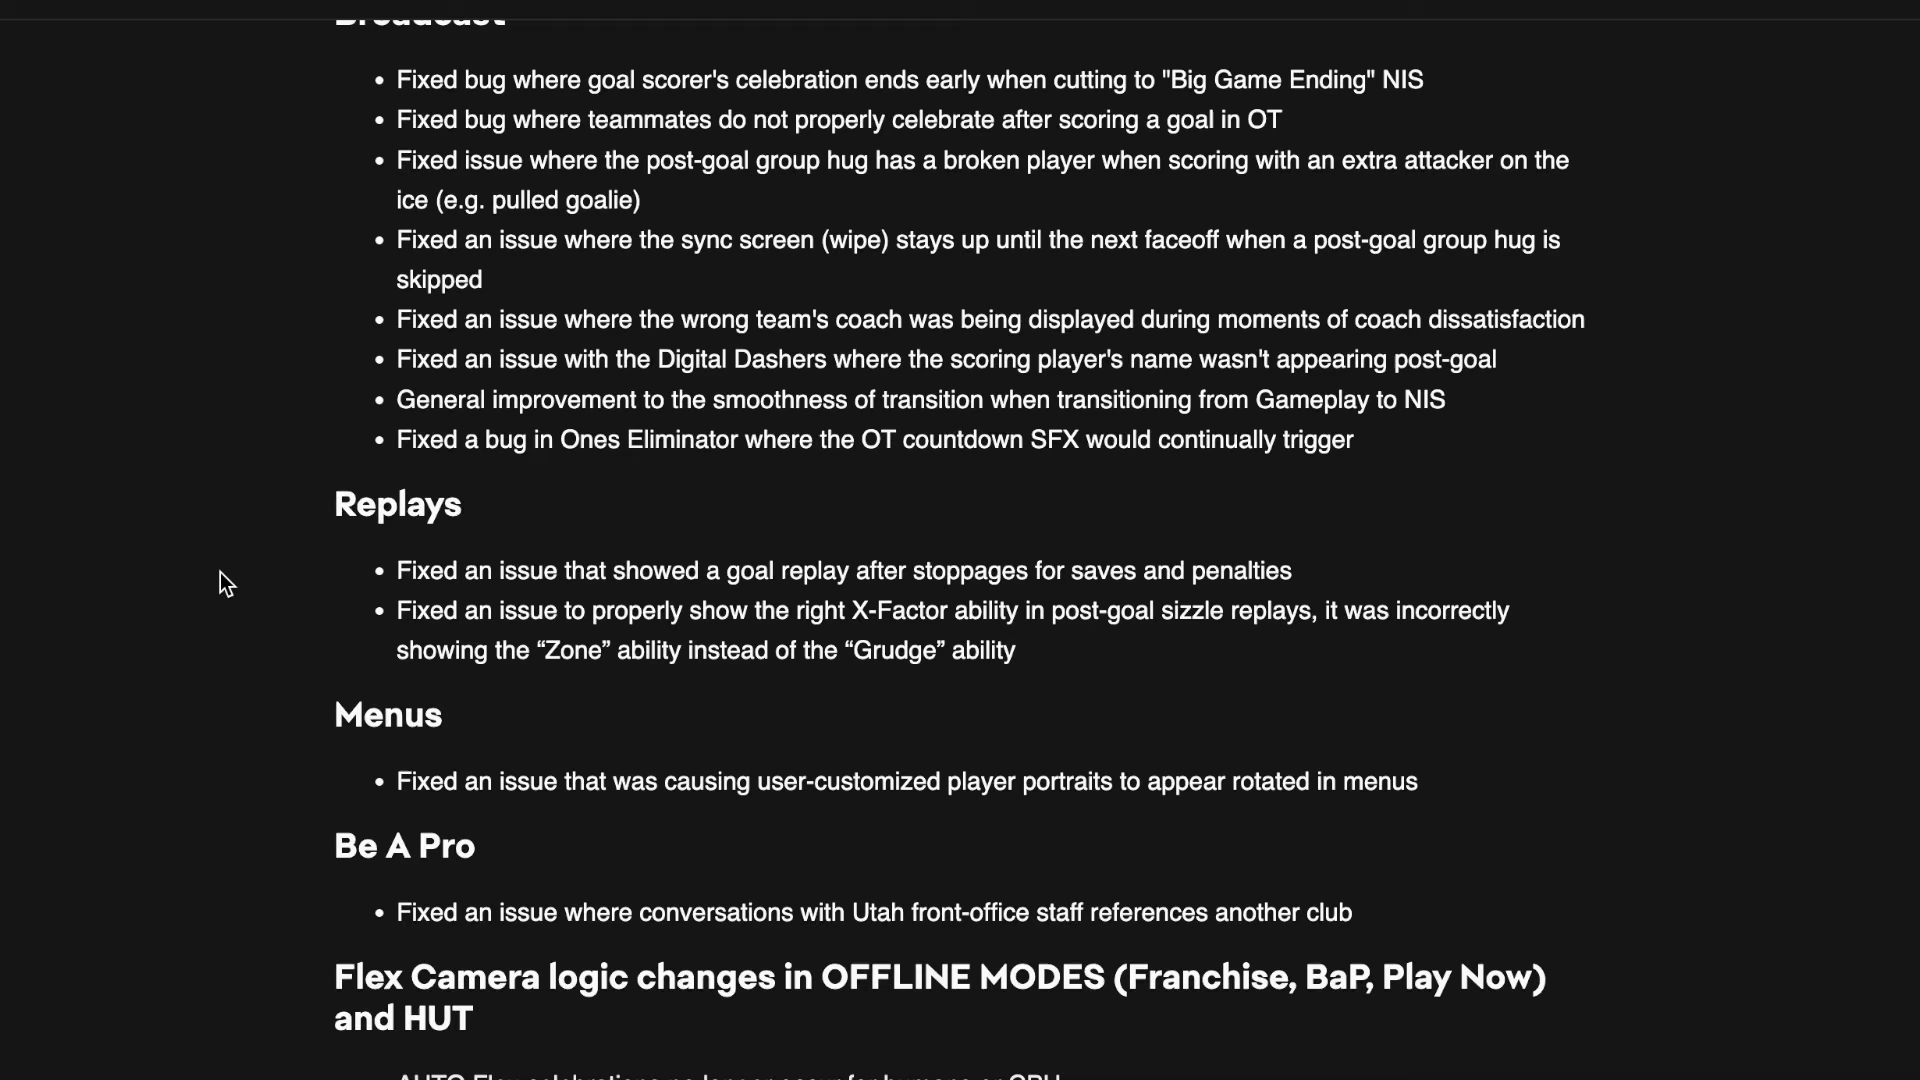 Broadcast
• Fixed bug where goal scorer's celebration ends early when cutting to "Big Game Ending" NIS
• Fixed bug where teammates do not properly celebrate after scoring a goal in OT
• Fixed issue where the post-goal group hug has a broken player when scoring with an extra attacker on the
ice (e.g. pulled goalie)
• Fixed an issue where the sync screen (wipe) stays up until the next faceoff when a post-goal group hug is
skipped
• Fixed an issue where the wrong team's coach was being displayed during moments of coach dissatisfaction
• Fixed an issue with the Digital Dashers where the scoring player's name wasn't appearing post-goal
• General improvement to the smoothness of transition when transitioning from Gameplay to NIS
• Fixed a bug in Ones Eliminator where the OT countdown SFX would continually trigger
Replays
• Fixed an issue that showed a goal replay after stoppages for saves and penalties
• Fixed an issue to properly show the right X-Factor ability in post-goal sizzle replays, it was incorrectly
showing the “Zone” ability instead of the “Grudge” ability
Menus
• Fixed an issue that was causing user-customized player portraits to appear rotated in menus
Be A Pro
• Fixed an issue where conversations with Utah front-office staff references another club
Flex Camera logic changes in OFFLINE MODES (Franchise, BaP, Play Now)
and HUT
AUTO Flex celebrations no longer occur for humans or CPU